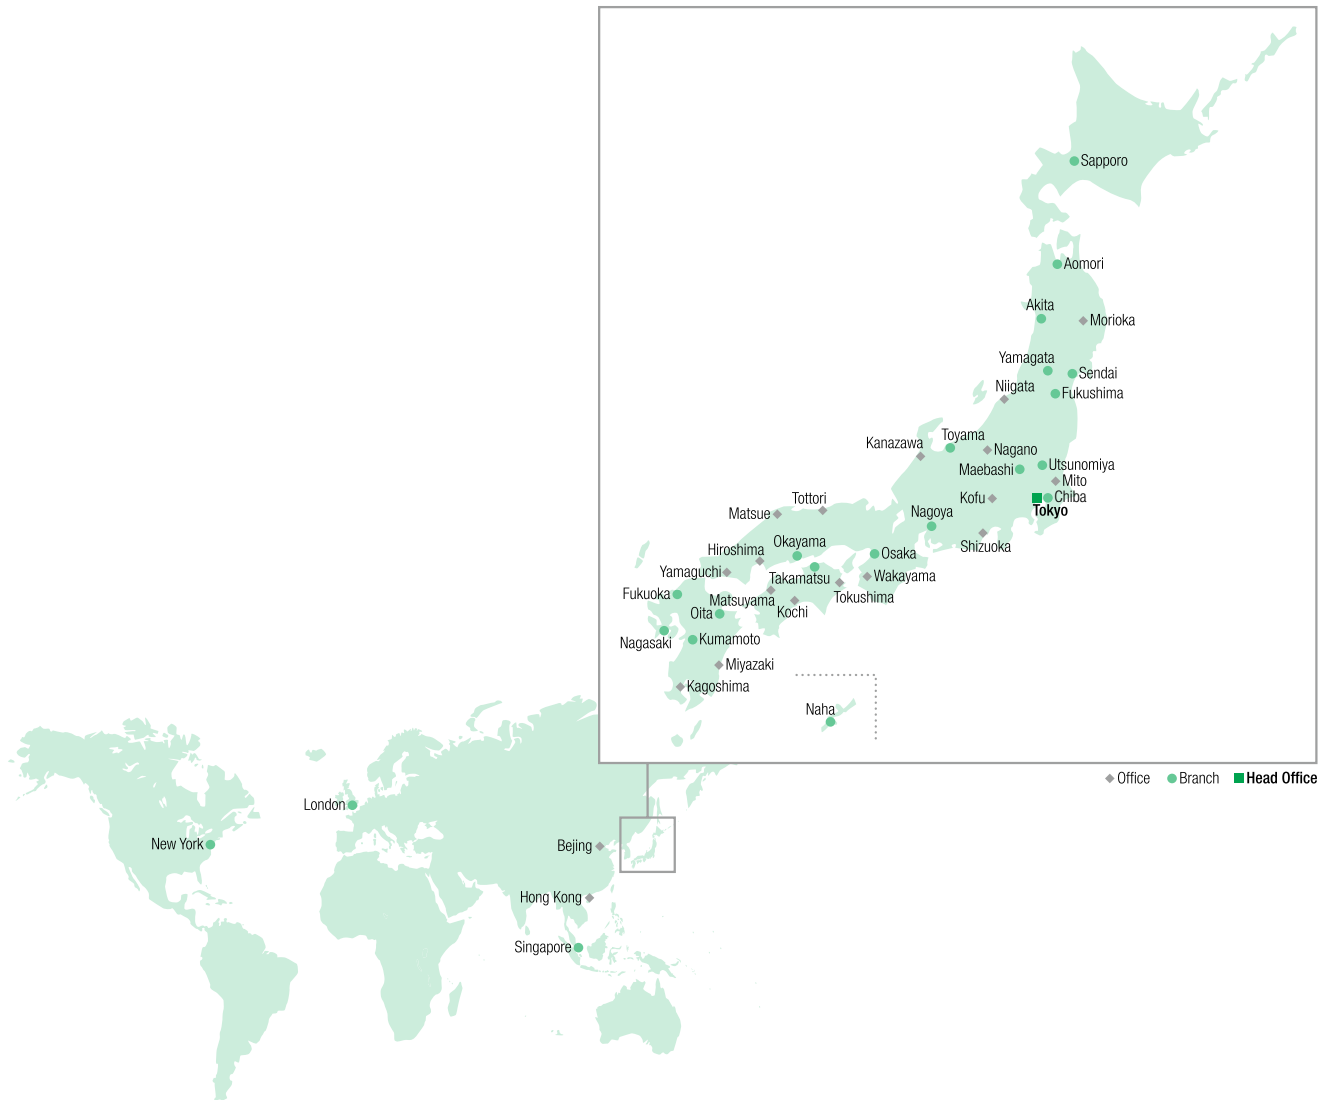 Sapporo
Aomori
Akita
Morioka
Yamagata
Sendai
Niigata
Fukushima
Toyama
Kanazawa
Nagano
Utsunomiya
Maebashi
Mito
Kofu
Chiba
Tottori
Tokyo
Matsue
Nagoya
Okayama
Shizuoka
Hiroshima
Osaka
Yamaguchi
Takamatsu
Wakayama
Fukuoka
Matsuyama
Tokushima
Oita
Kochi
Nagasaki
Kumamoto
Miyazaki
Kagoshima
Naha
Office
Branch
Head Office
London
New York
Bejing
Hong Kong
Singapore